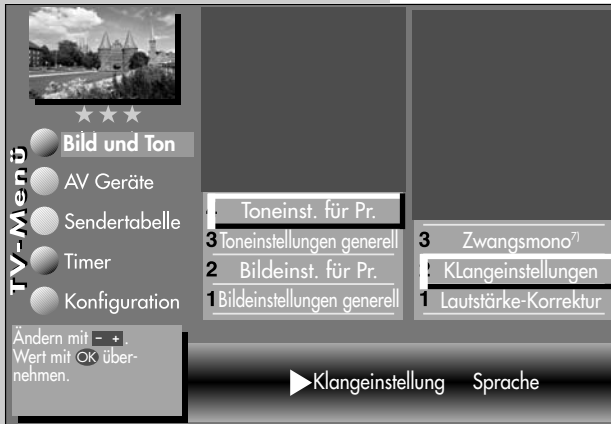 TV-Menü
Bild und Ton
AV Geräte
Sendertabelle
Timer
Konfiguration
Ändern mit - + .
Wert mit OK über-
nehmen.
4 Toneinst. für Pr.
3 Toneinstellungen generell
2 Bildeinst. für Pr.
1 Bildeinstellungen generell
3 Zwangsmono7)
2 KLangeinstellungen
1 Lautstärke-Korrektur
Klangeinstellung Sprache